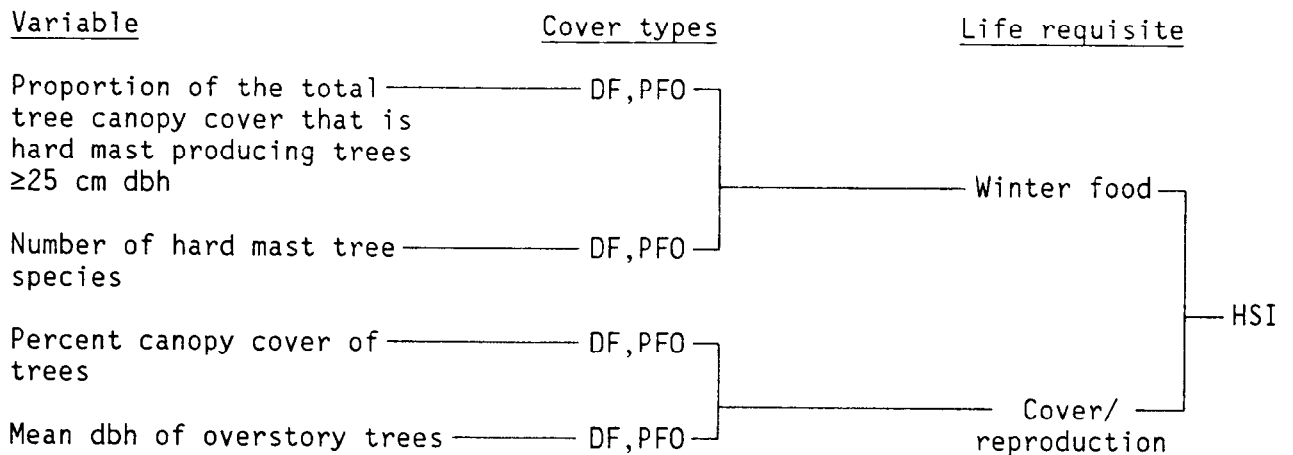 Variable Cover types Life requisite
Proportion of the total DF,PFO
tree canopy cover that is
hard mast producing trees
≥25 cm dbh
Winter food
Number of hard mast tree DF,PFO
species
HSI
Percent canopy cover of DF,PFO
trees
Cover/
Mean dbh of overstory trees DF,PFO
reproduction